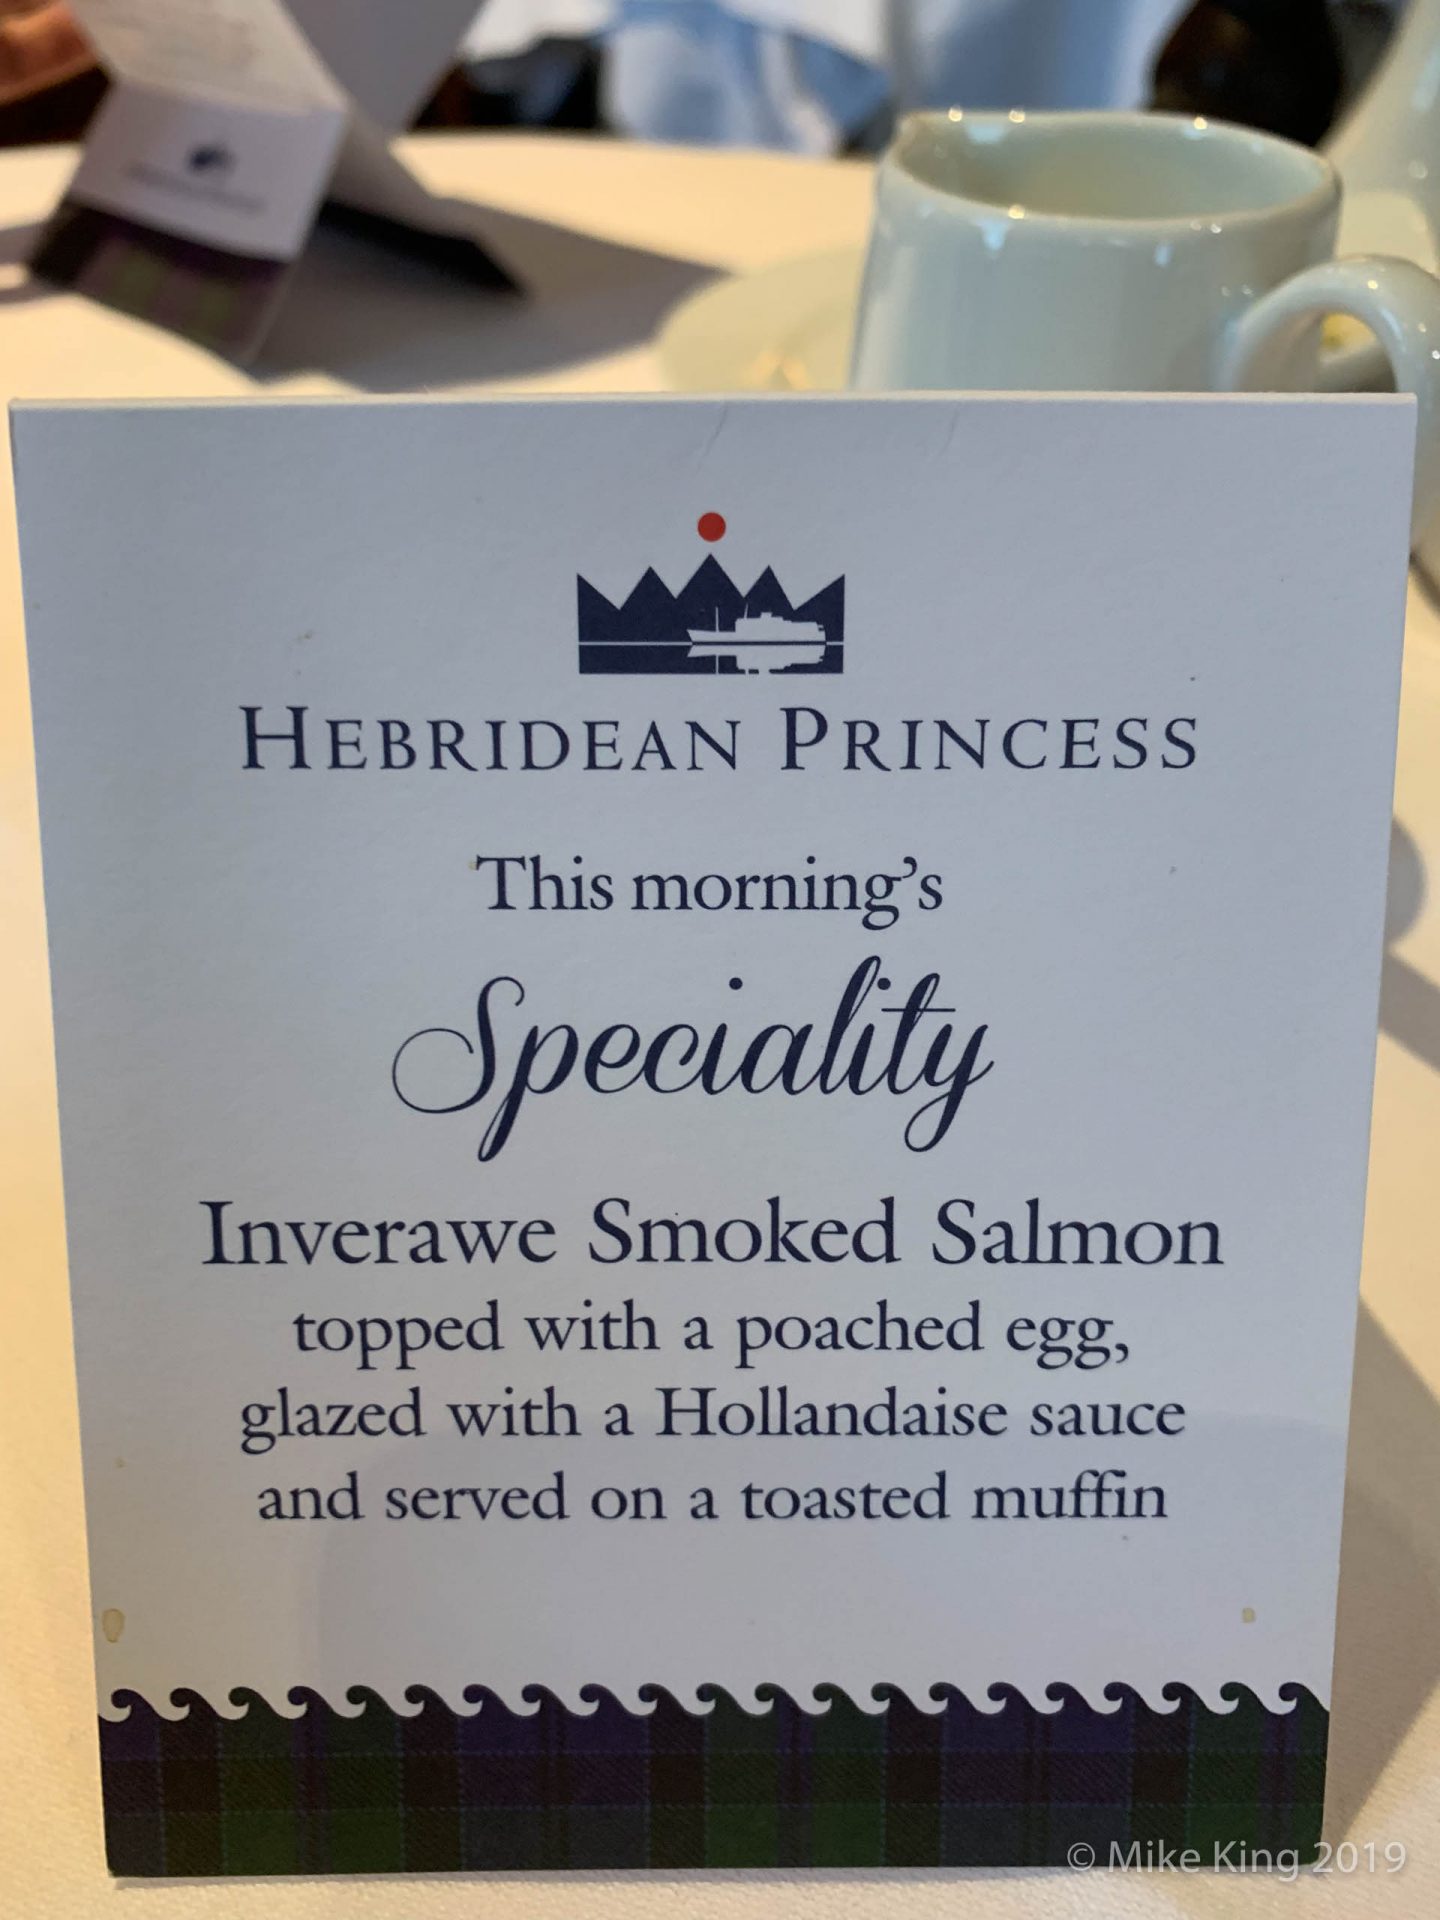 HEBRIDEAN PRINCESS
This morning’s
Speciality
Inverawe Smoked Salmon
topped with a poached egg,
glazed with a Hollandaise sauce
and served on a toasted muffin
© Mike King 2019